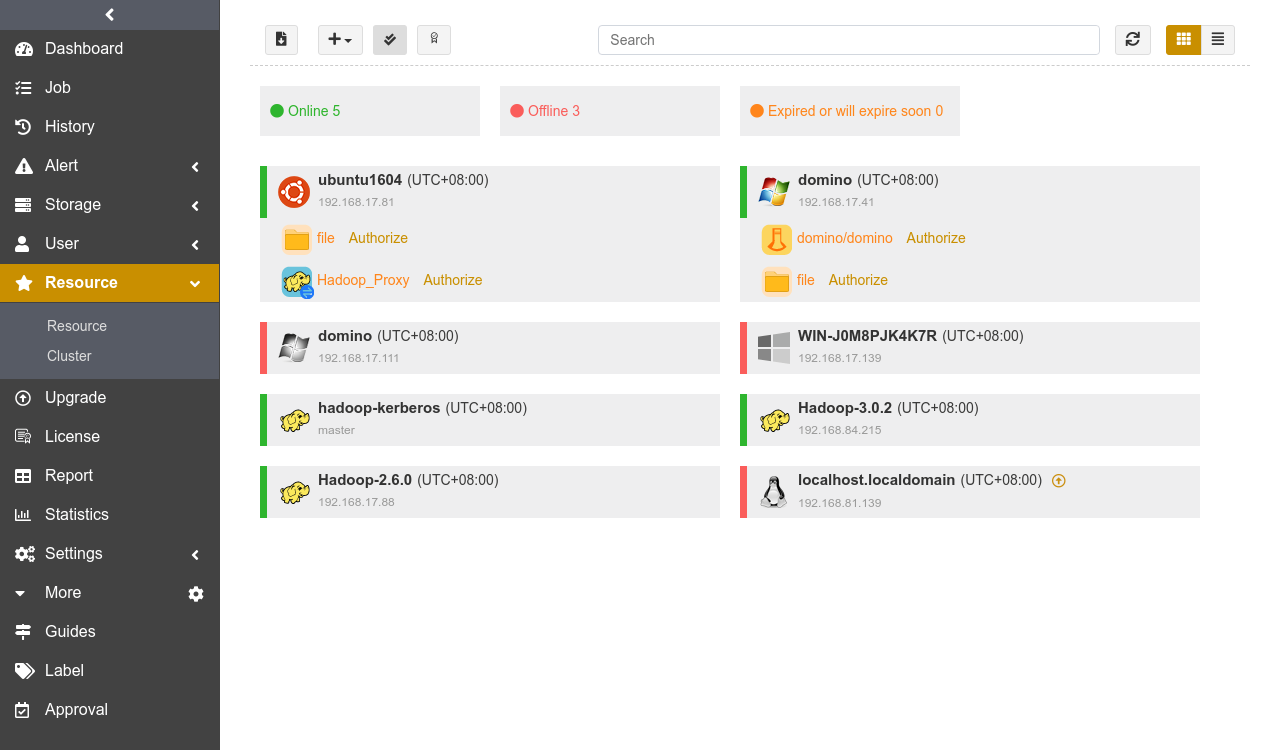 Dashboard
Job
History
Alert
Storage
User
Resource
Resource
Cluster
Upgrade
License
Report
Statistics
Settings
More
Guides
Label
Approval
Search
Online 5
Offline 3
Expired or will expire soon 0
ubuntu1604 (UTC+08:00)
192.168.17.81
file Authorize
Hadoop_Proxy Authorize
domino (UTC+08:00)
192.168.17.41
domino/domino Authorize
file Authorize
domino (UTC+08:00)
192.168.17.111
WIN-J0M8PJK4K7R (UTC+08:00)
192.168.17.139
hadoop-kerberos (UTC+08:00)
master
Hadoop-3.0.2 (UTC+08:00)
192.168.84.215
Hadoop-2.6.0 (UTC+08:00)
192.168.17.88
localhost.localdomain (UTC+08:00)
192.168.81.139